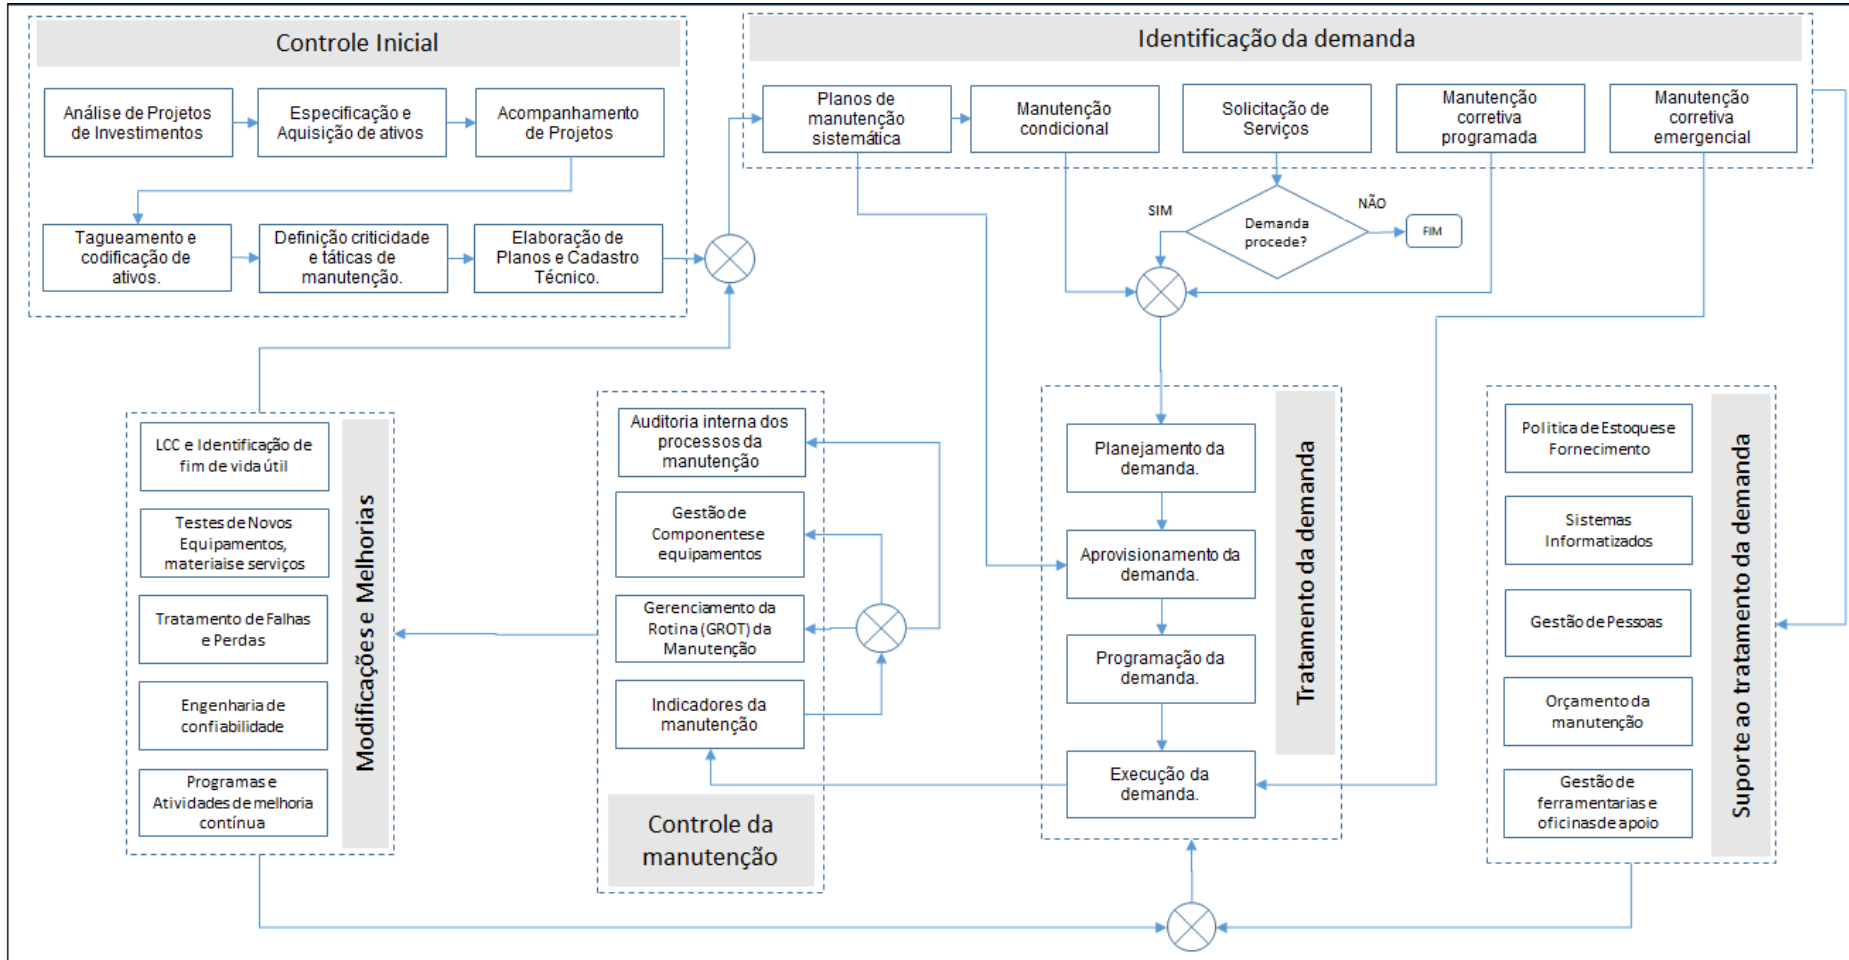 Controle Inicial
Análise de Projetos
de Investimentos
Especificação e
Aquisição de ativos
Acompanhamento
de Projetos
Tagueamento e
codificação de
ativos.
Definição criticidade
e táticas de
manutenção.
Elaboração de
Planos e Cadastro
Técnico.
Identificação da demanda
Planos de
manutenção
sistemática
Manutenção
condicional
Solicitação de
Serviços
Manutenção
corretiva
programada
Manutenção
corretiva
emergencial
SIM
Demanda
procede?
NÃO
FIM
Modificaçõese Melhorias
LCC e Identificação de
fim de vida útil
Testes de Novos
Equipamentos,
materiaise serviços
Tratamento de Falhas
e Perdas
Engenharia de
confiabilidade
Programas e
Atividades de melhoria
contínua
Auditoria interna dos
processos da
manutenção
Gestão de
Componentese
equipamentos
Gerenciamento da
Rotina (GROT) da
Manutenção
Indicadores da
manutenção
Controle da
manutenção
Tratamento da demanda
Planejamento da
demanda.
Aprovisionamento da
demanda.
Programação da
demanda.
Execução da
demanda.
Suporte ao tratamento da demanda
Politica de Estoquese
Fornecimento
Sistemas
Informatizados
Gestão de Pessoas
Orçamento da
manutenção
Gestão de
ferramentarias e
oficinas de apoio